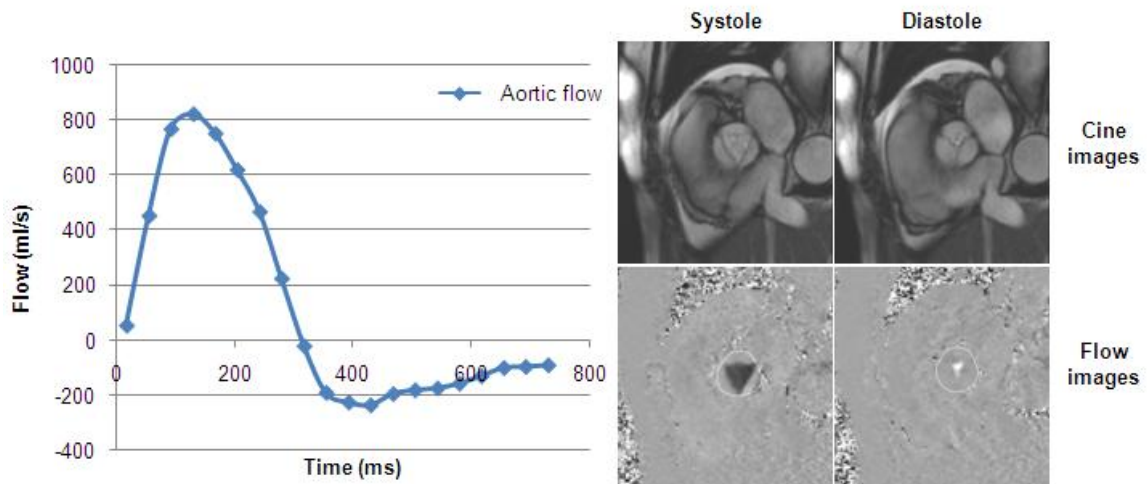 Systole
Diastole
1000
800
600
400
200
0
-200
-400
Flow (ml/s)
0
200
400
600
800
Time (ms)
Aortic flow
Cine
images
Flow
images